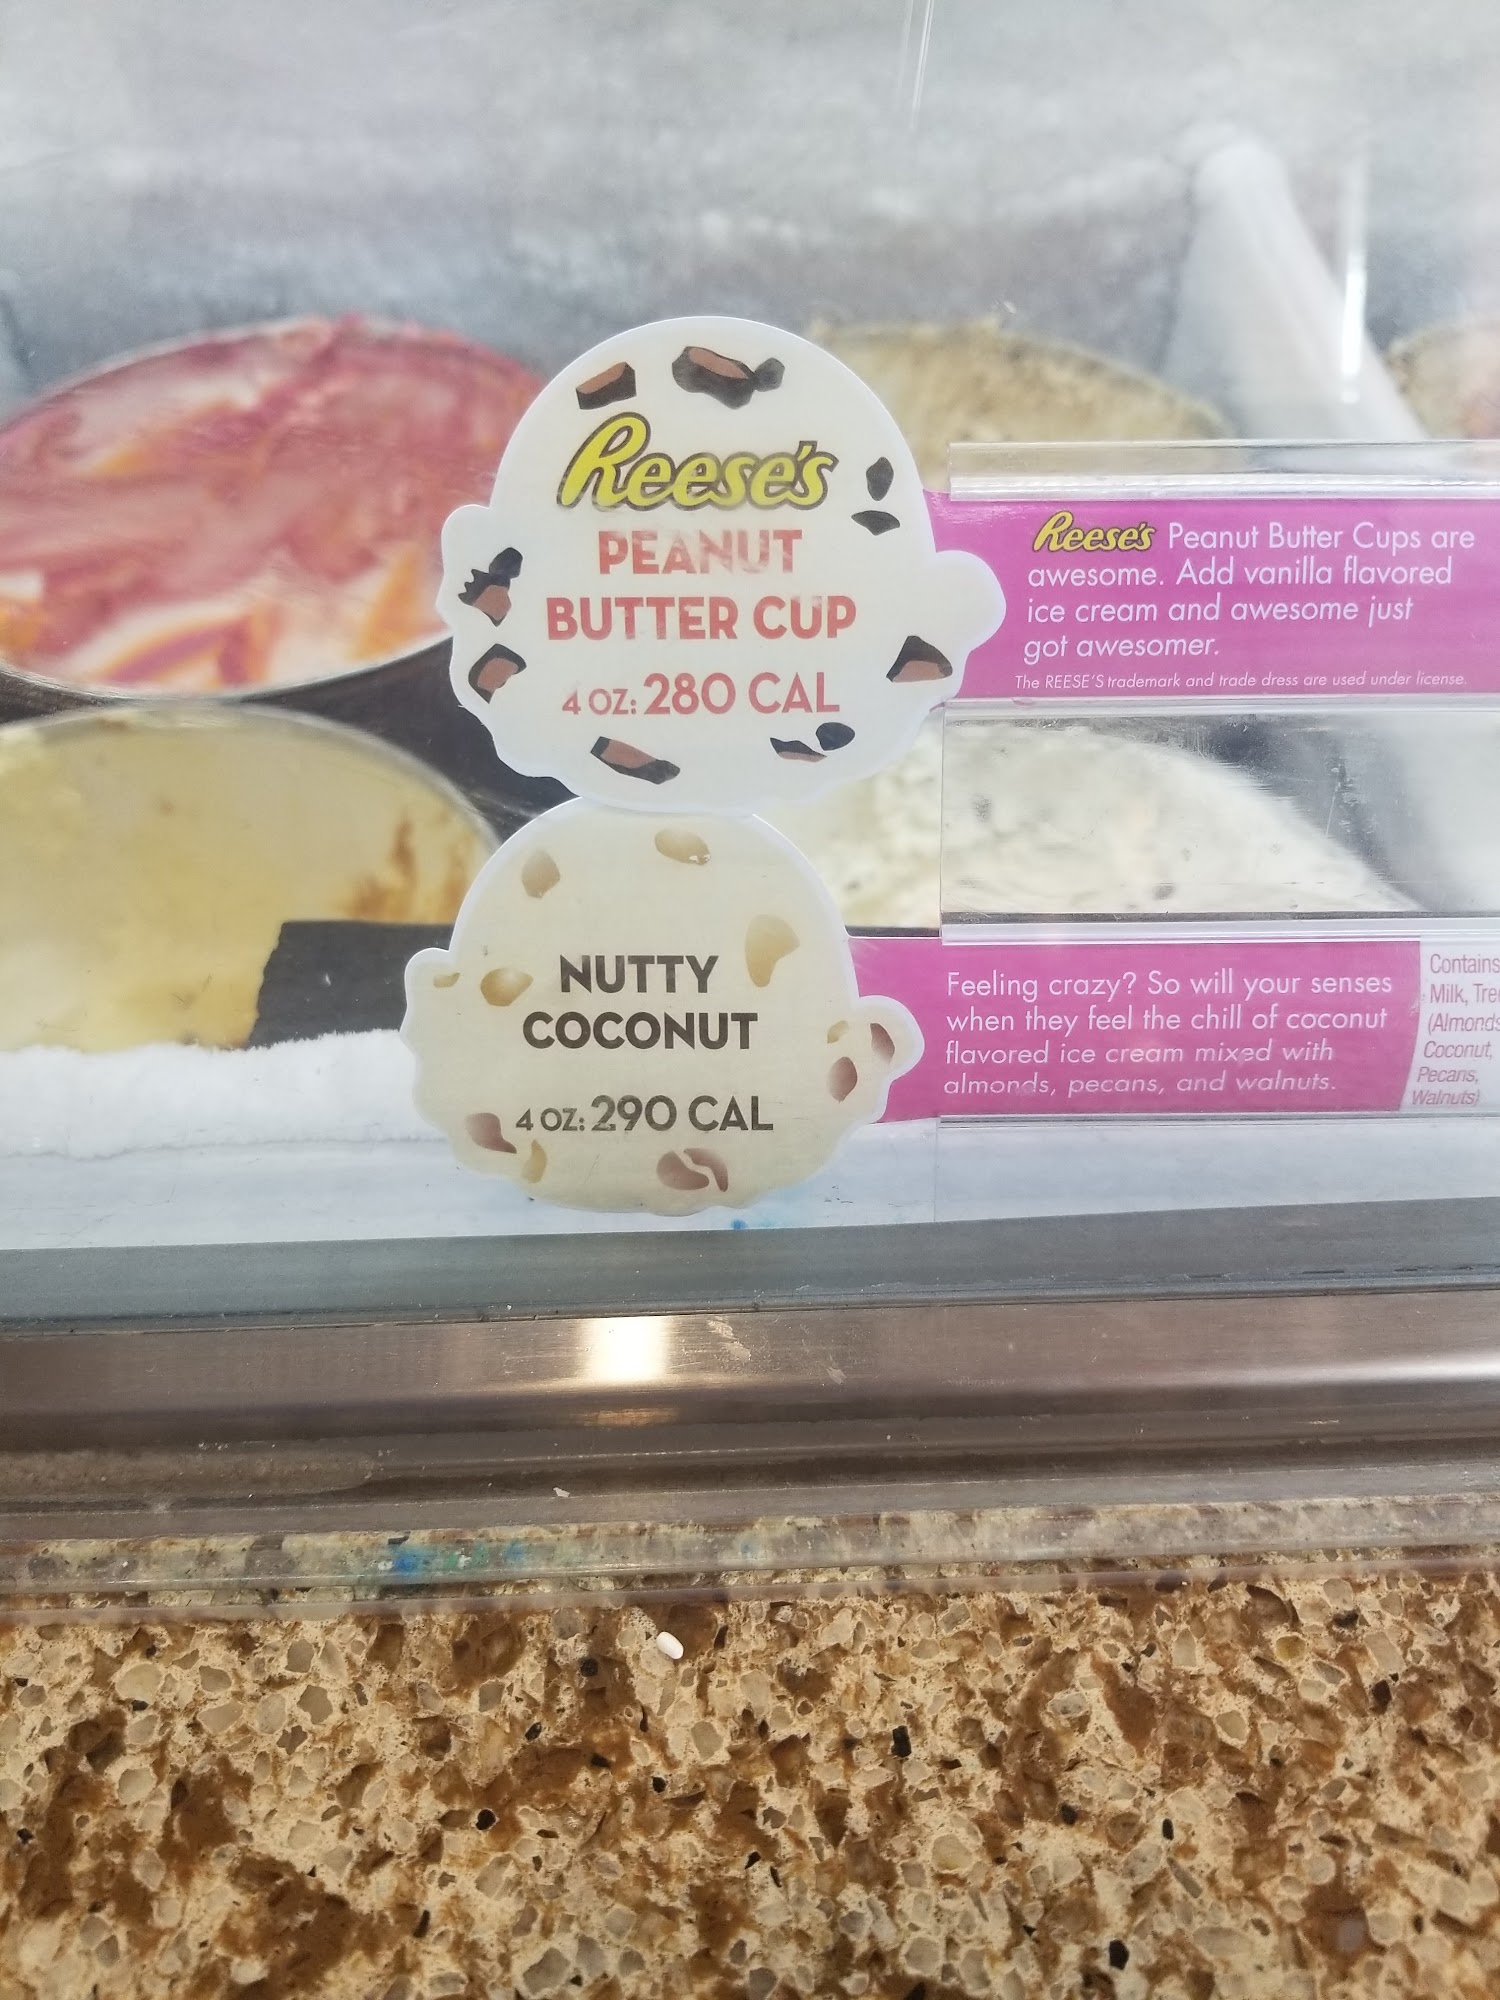 Reese's
PEANUT
BUTTER CUP
4 OZ: 280 CAL
Reese's Peanut Butter Cups are
awesome. Add vanilla flavored
ice cream and awesome just
got awesomer.
The REESE'S trademark and trade dress are used under license.
NUTTY
COCONUT
4 OZ: 290 CAL
Feeling crazy? So will your senses
when they feel the chill of coconut
flavored ice cream mixed with
almonds, pecans, and walnuts.
Contains
Milk,
(Almonds
Coconut,
Pecans,
Walnuts)